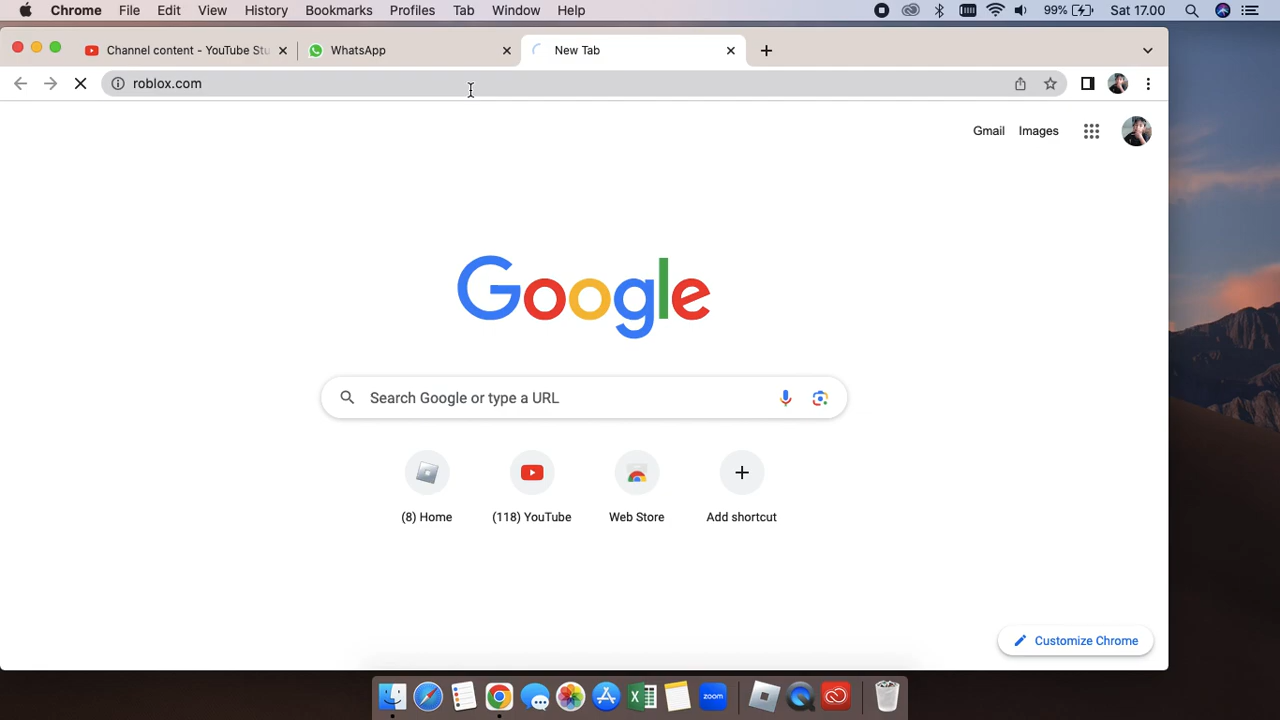 Chrome File Edit View History Bookmarks Profiles Tab Window Help 99% Sat 17.00
Channel content - YouTube Stu WhatsApp New Tab
roblox.com
Gmail Images
Google
Search Google or type a URL
(8) Home (118) YouTube Web Store Add shortcut
Customize Chrome
zoom